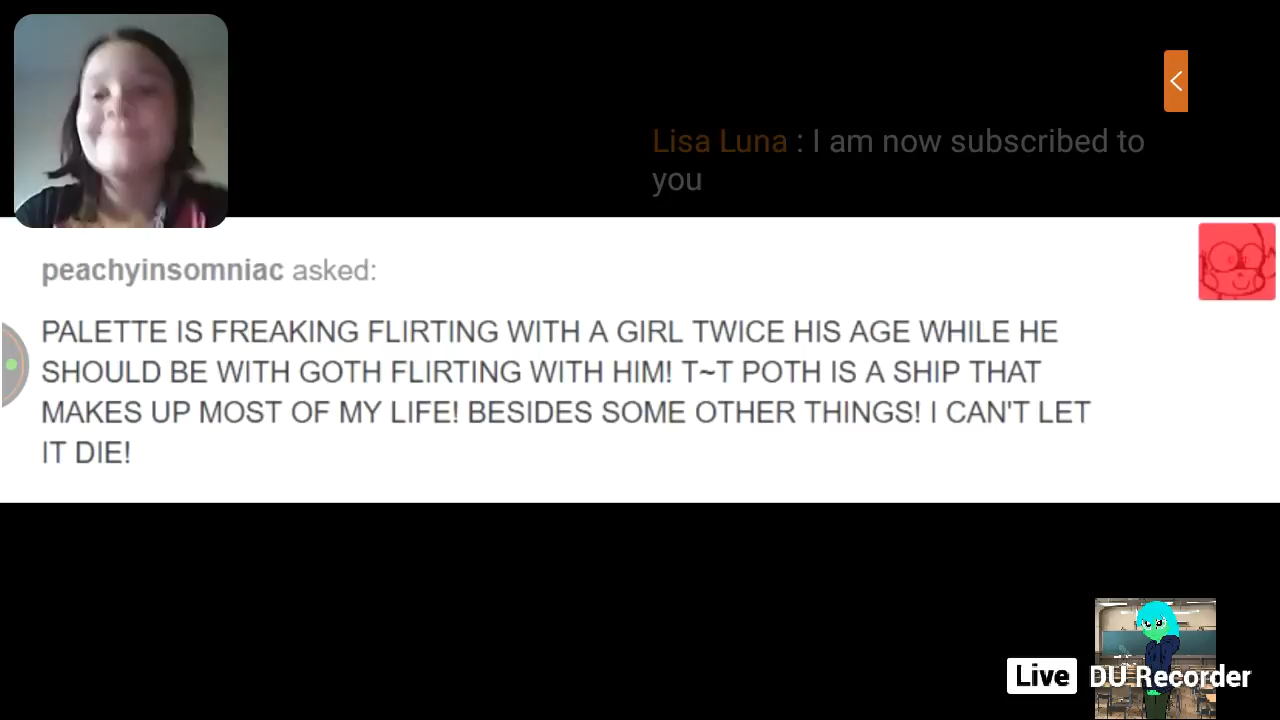 Lisa Luna : I am now subscribed to
you
peachyinsomniac asked:
PALETTE IS FREAKING FLIRTING WITH A GIRL TWICE HIS AGE WHILE HE
SHOULD BE WITH GOTH FLIRTING WITH HIM! T~T POTH IS A SHIP THAT
MAKES UP MOST OF MY LIFE! BESIDES SOME OTHER THINGS! I CAN'T LET
IT DIE!
Live DU Recorder